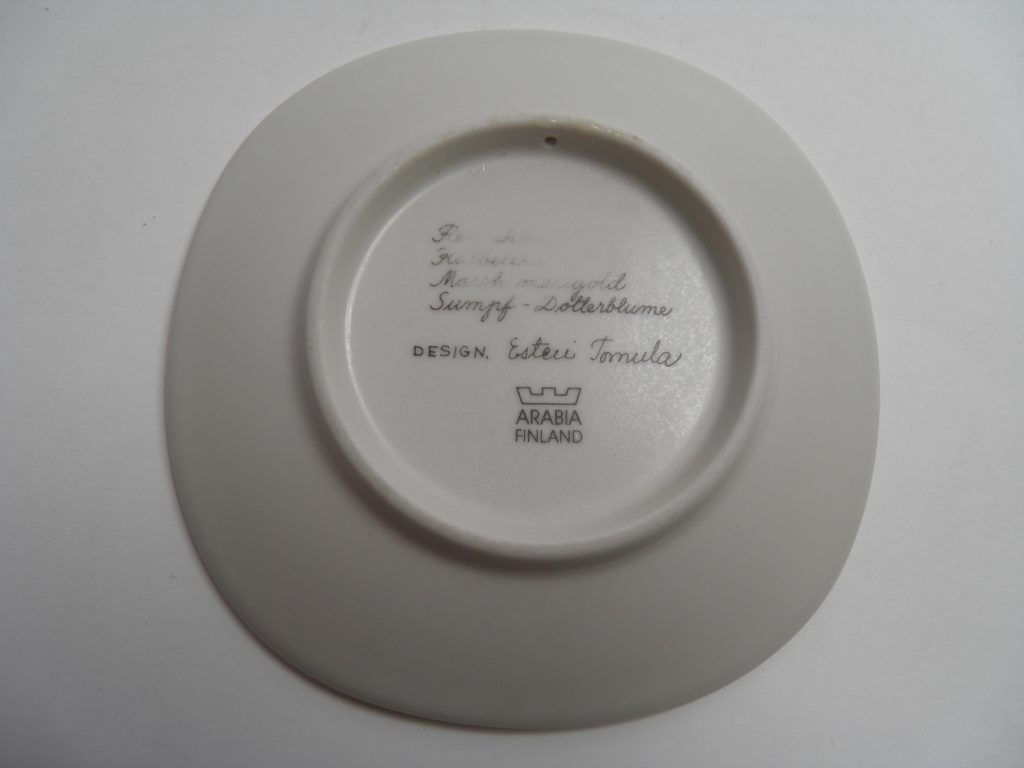 Marsh marigold
Sumpf - Dotterblume
DESIGN. Esteri Tomula
ARABIA
FINLAND